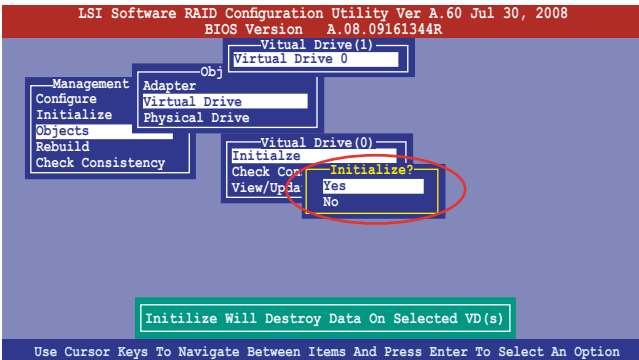 LSI Software RAID Configuration Utility Ver A.60 Jul 30, 2008
BIOS Version A.08.09161344R
Vitual Drive(1)
Virtual Drive 0
Obj
Adapter
Virtual Drive
Physical Drive
Management
Configure
Initialize
Objects
Rebuild
Check Consistency
Vitual Drive(0)
Initialze
Check Con
View/Upda
Initialize?
Yes
No
Initilize Will Destroy Data On Selected VD(s)
Use Cursor Keys To Navigate Between Items And Press Enter To Select An Option